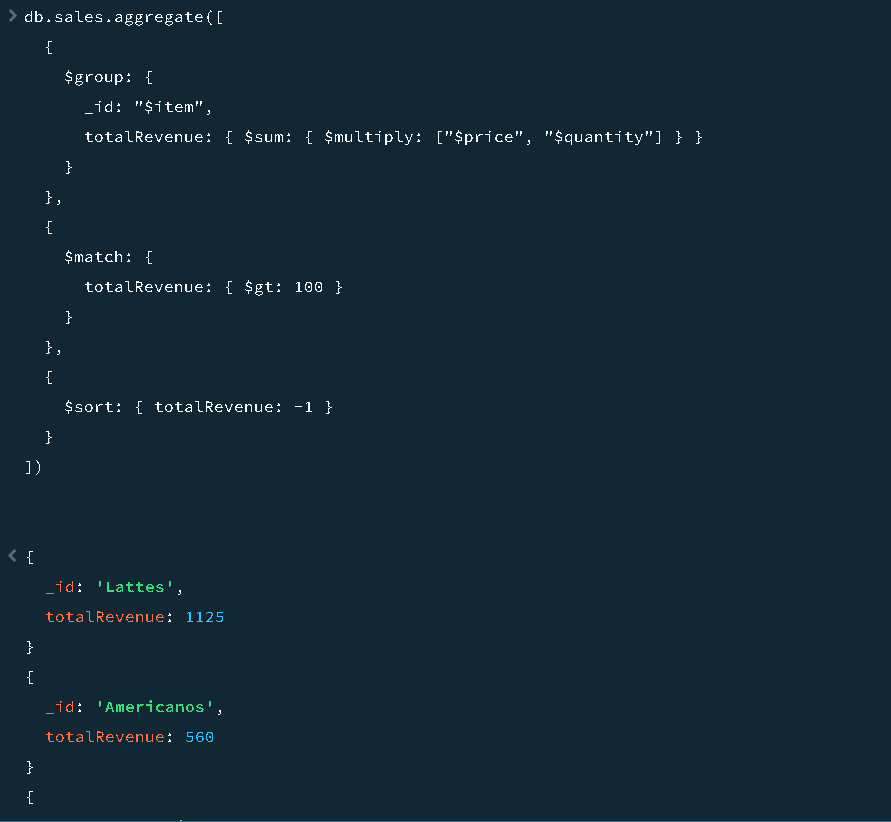 db.sales.aggregate([
{
$group: {
_id: "$item",
totalRevenue: { $sum: { $multiply: ["$price", "$quantity"] } }
}
},
{
$match: {
totalRevenue: { $gt: 100 }
}
},
{
$sort: { totalRevenue: -1 }
}
])
{
_id: 'Lattes',
totalRevenue: 1125
}
{
_id: 'Americanos',
totalRevenue: 560
}
{